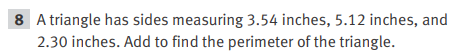 8 A triangle has sides measuring 3.54 inches, 5.12 inches, and
2.30 inches. Add to find the perimeter of the triangle.